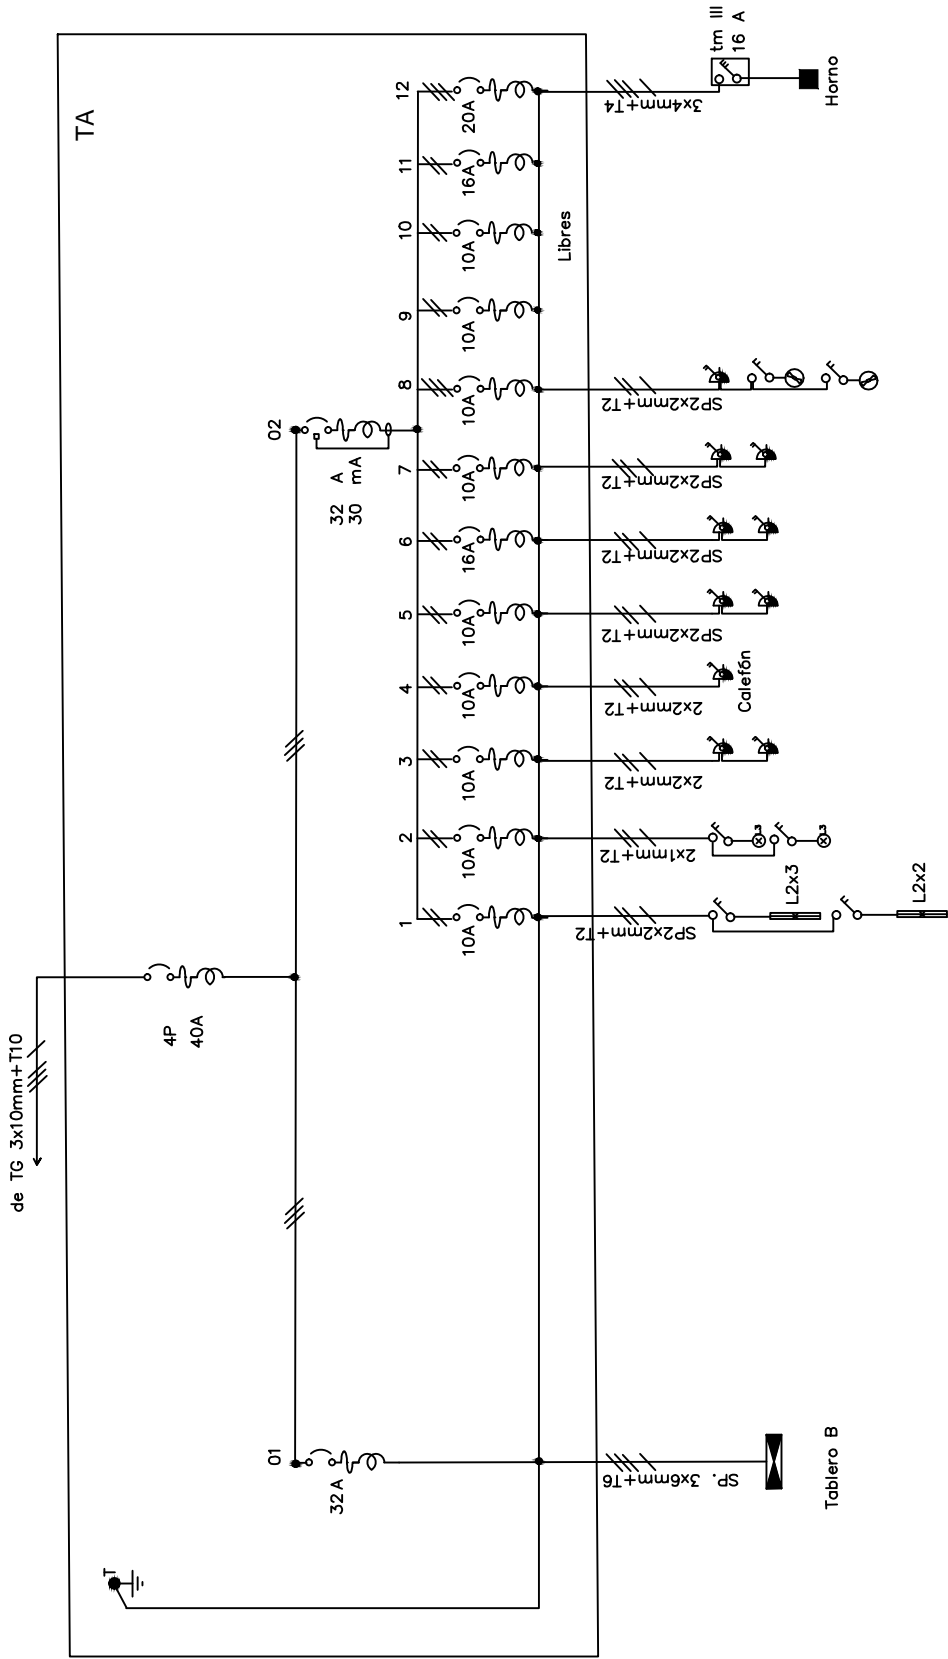 de TG 3x10mm+T10
TA
T
4P
40A
01
32A
02
32 A
30 mA
1
10A
2
10A
3
10A
4
10A
5
10A
6
16A
7
10A
8
10A
9
10A
10
10A
11
16A
12
20A
Libres
SP. 3x6mm+T6
Tablero B
SP2x2mm+T2
L2x3
L2x2
2x1mm+T2
3
3
2x2mm+T2
2x2mm+T2
Calefón
SP2x2mm+T2
SP2x2mm+T2
SP2x2mm+T2
SP2x2mm+T2
3x4mm+T4
tm III
16 A
Horno